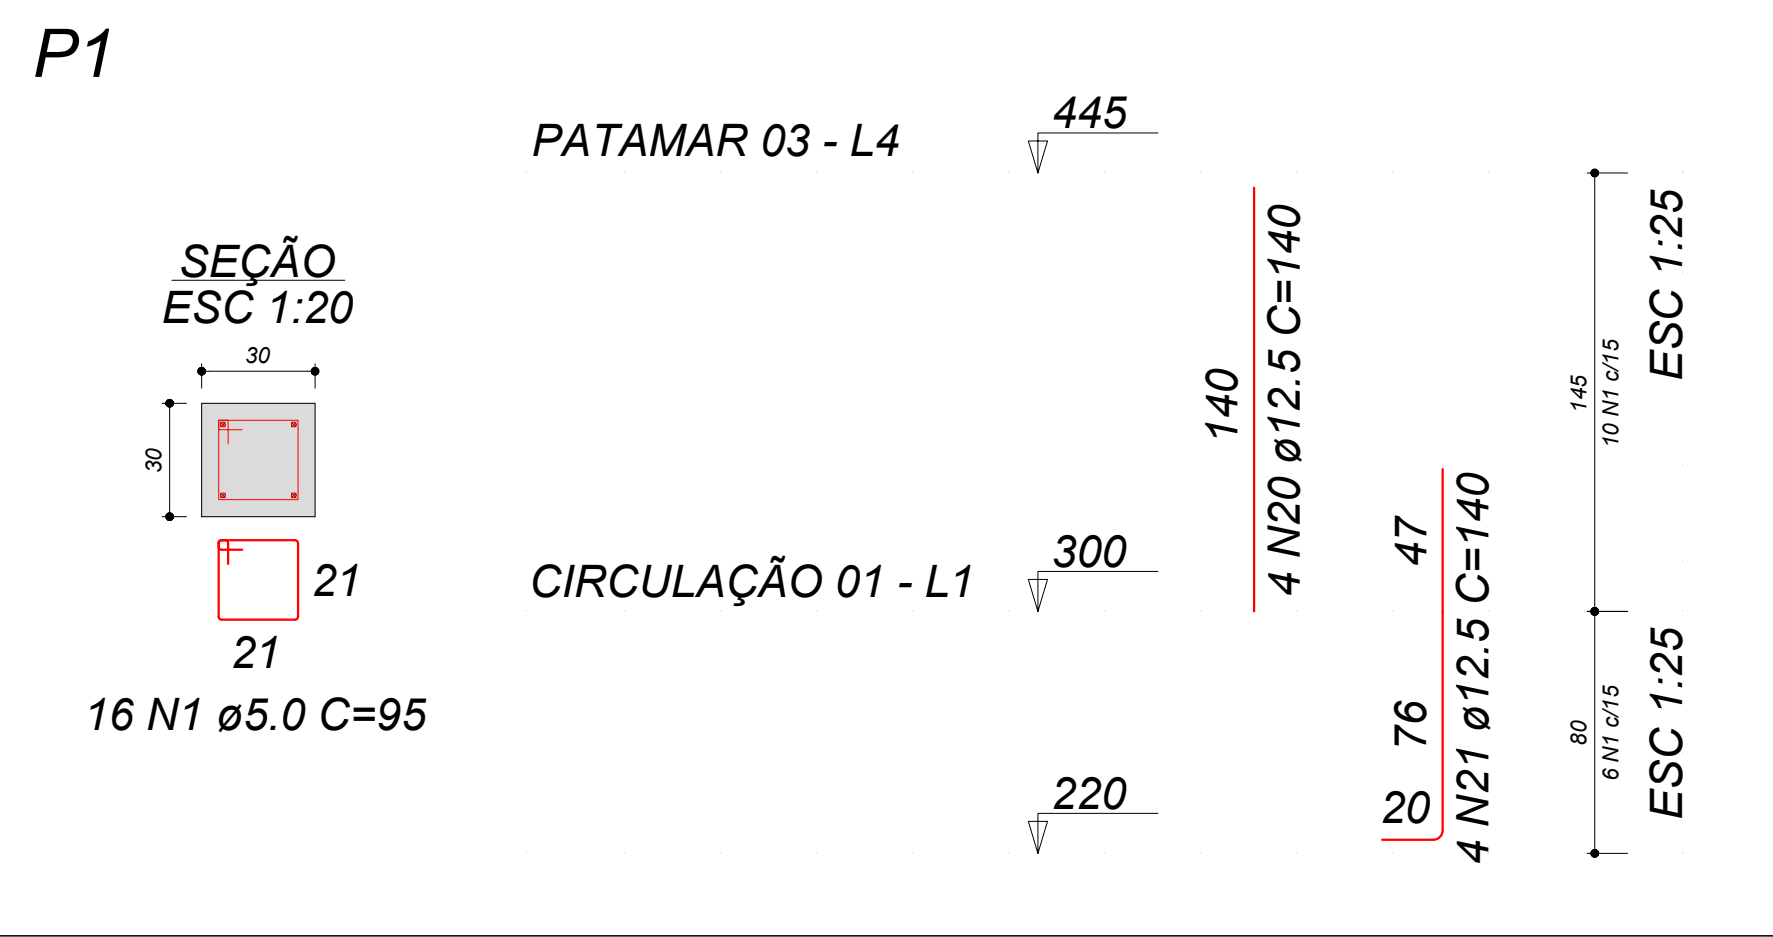 P1
PATAMAR 03 - L4
445
SEÇÃO
ESC 1:20
30
30
21
21
16 N1 ø5.0 C=95
CIRCULAÇÃO 01 - L1
300
220
140
4 N20 ø12.5 C=140
47
76
20
4 N21 ø12.5 C=140
145
10 N1 c/15
ESC 1:25
80
6 N1 c/15
ESC 1:25